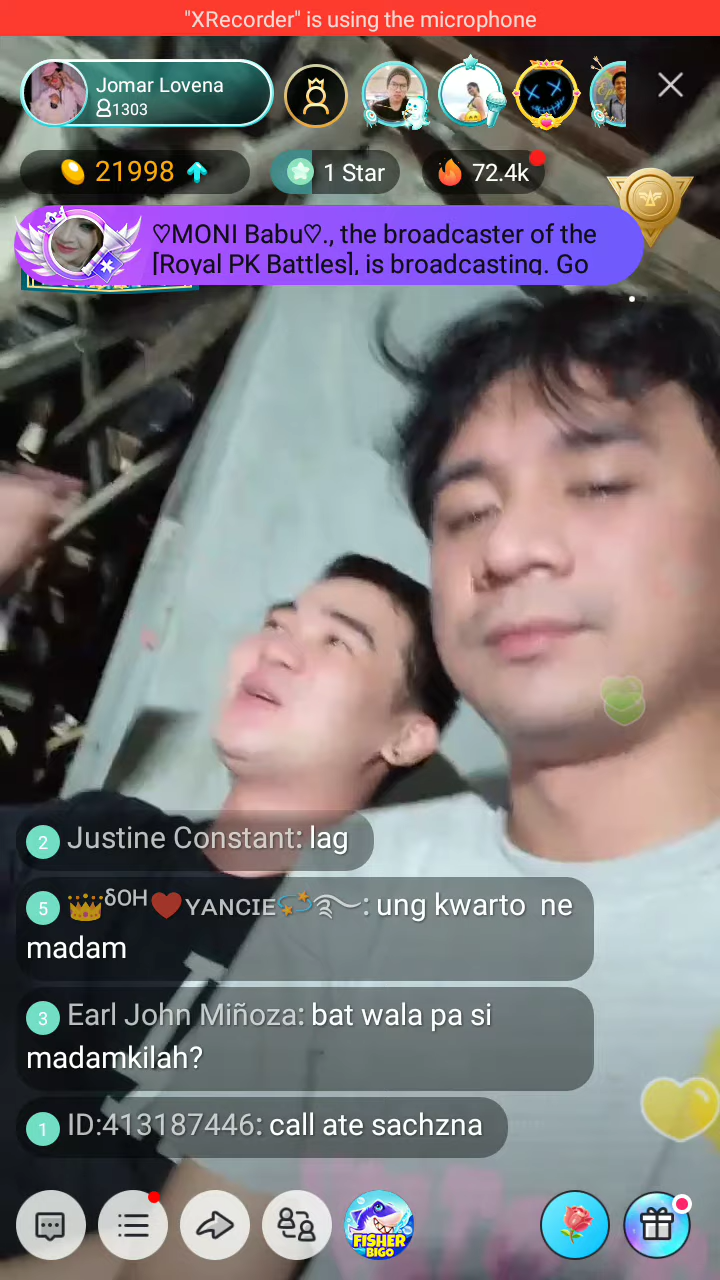 "XRecorder" is using the microphone
Jomar Lovena
1303
21998
1 Star
72.4k
♡MONI Babu♡., the broadcaster of the
[Royal PK Battles], is broadcasting. Go
2 Justine Constant: lag
5 👑δOH❤️YANCIE💫࿐: ung kwarto ne
madam
3 Earl John Miñoza: bat wala pa si
madamkilah?
1 ID:413187446: call ate sachzna
FISHER
BIGO